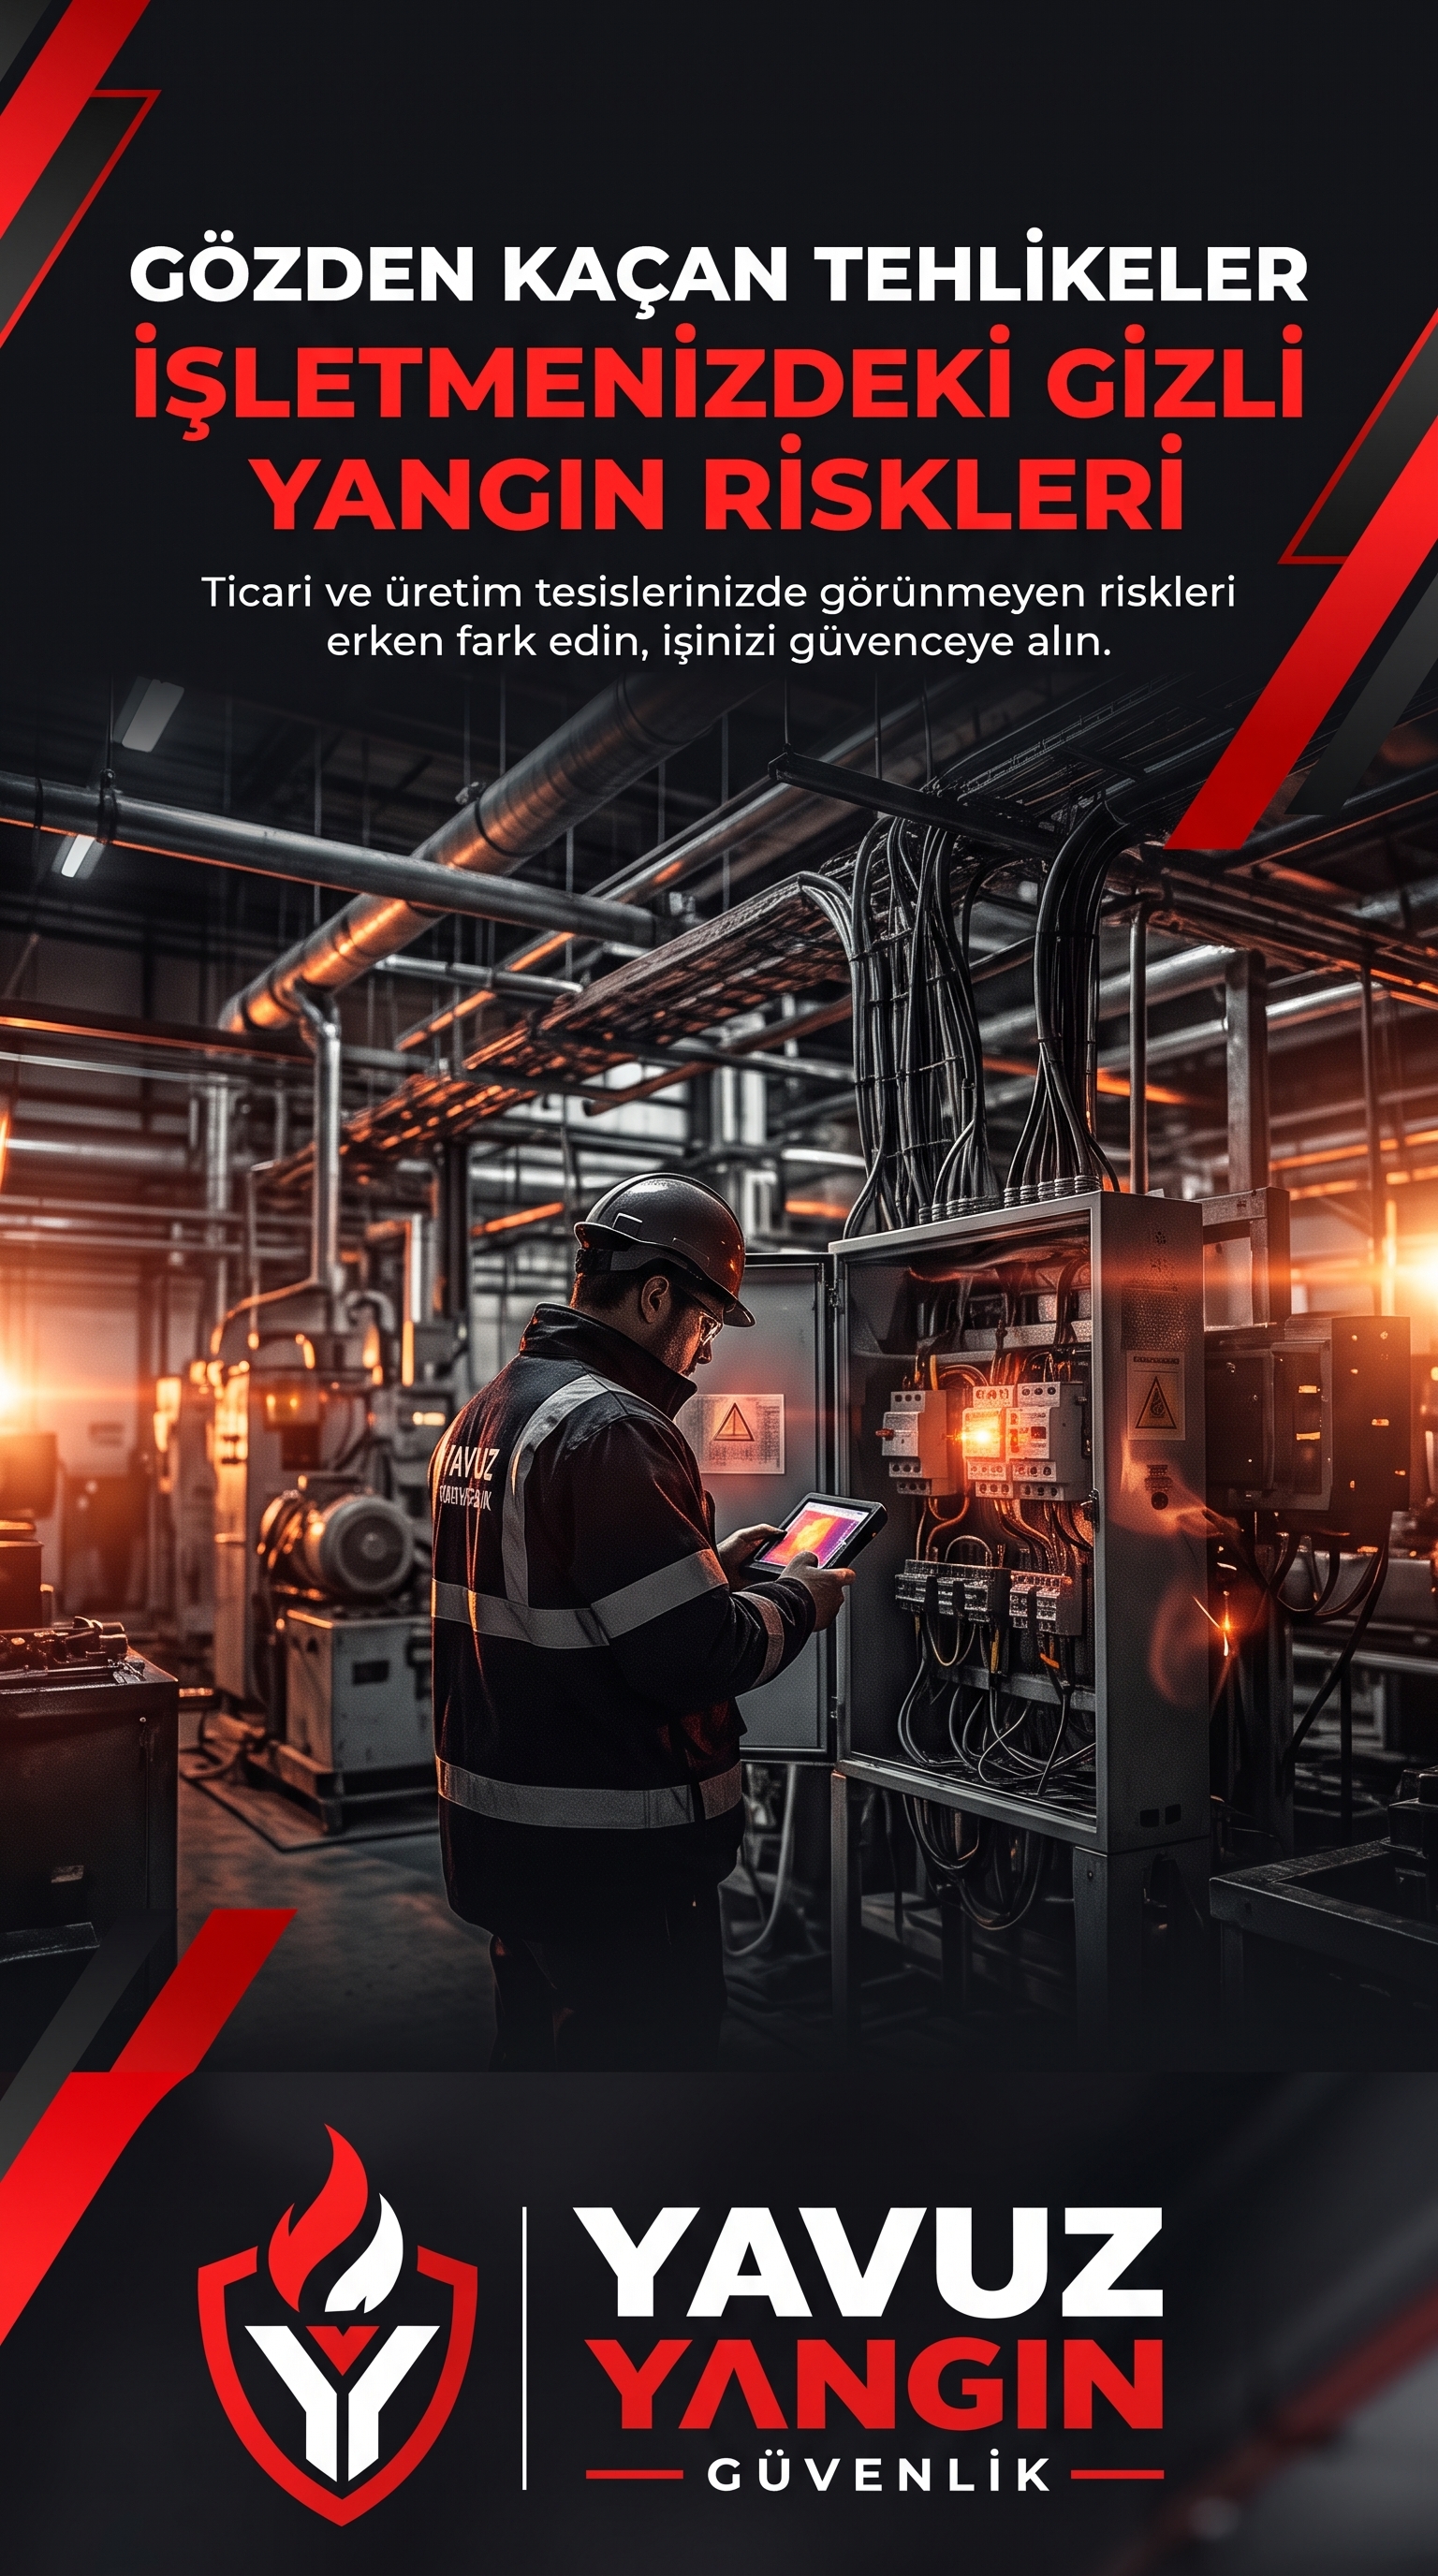 GÖZDEN KAÇAN TEHLİKELER
İŞLETMENİZDEKİ GİZLİ
YANGIN RİSKLERİ
Ticari ve üretim tesislerinizde görünmeyen riskleri
erken fark edin, işinizi güvenceye alın.
YAVUZ
YAVUZ
YANGIN
GÜVENLİK